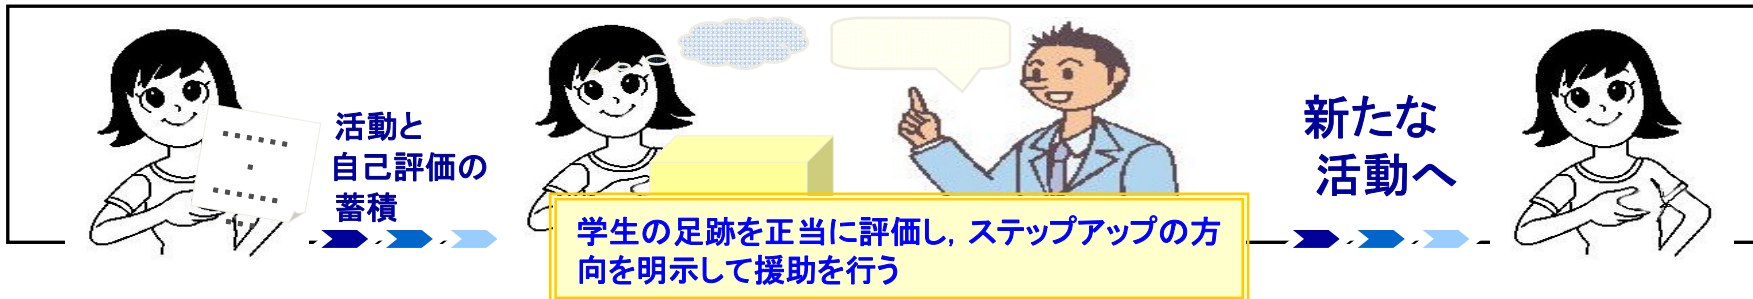 活動と
自己評価の
蓄積
学生の足跡を正当に評価し，ステップアップの方
向を明示して援助を行う
新たな
活動へ